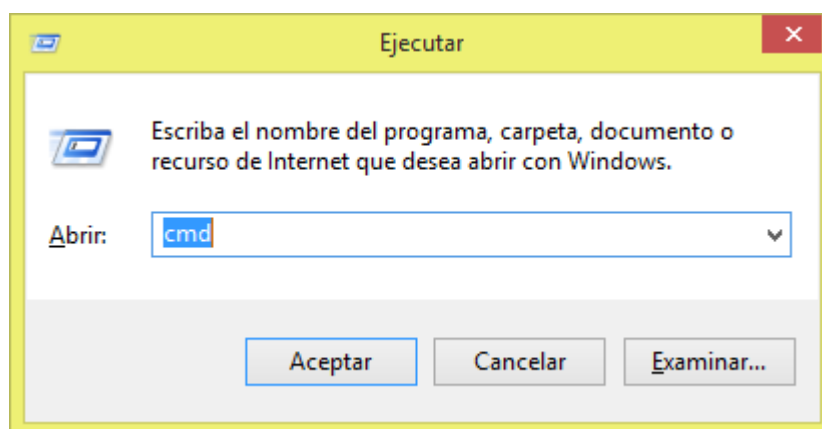 Ejecutar
Escriba el nombre del programa, carpeta, documento o
recurso de Internet que desea abrir con Windows.
Abrir: cmd
Aceptar Cancelar Examinar...